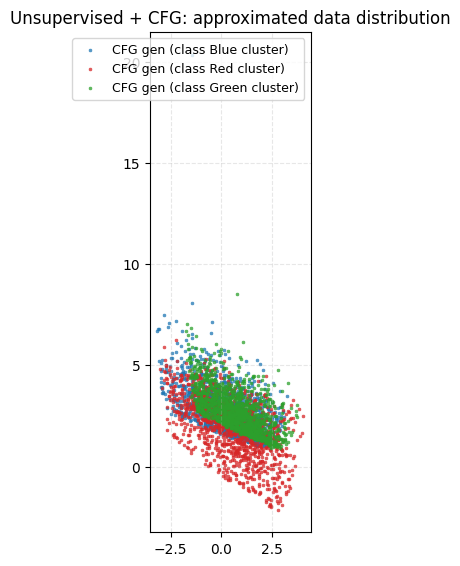 Unsupervised + CFG: approximated data distribution
CFG gen (class Blue cluster)
CFG gen (class Red cluster)
CFG gen (class Green cluster)
20
15
10
5
0
−2.5 0.0 2.5